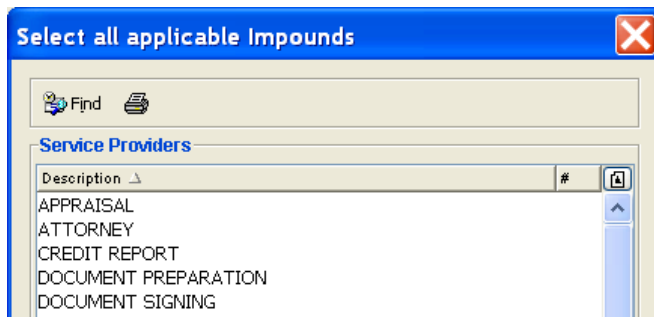 Select all applicable Impounds
Find
Service Providers
Description #
APPRAISAL
ATTORNEY
CREDIT REPORT
DOCUMENT PREPARATION
DOCUMENT SIGNING